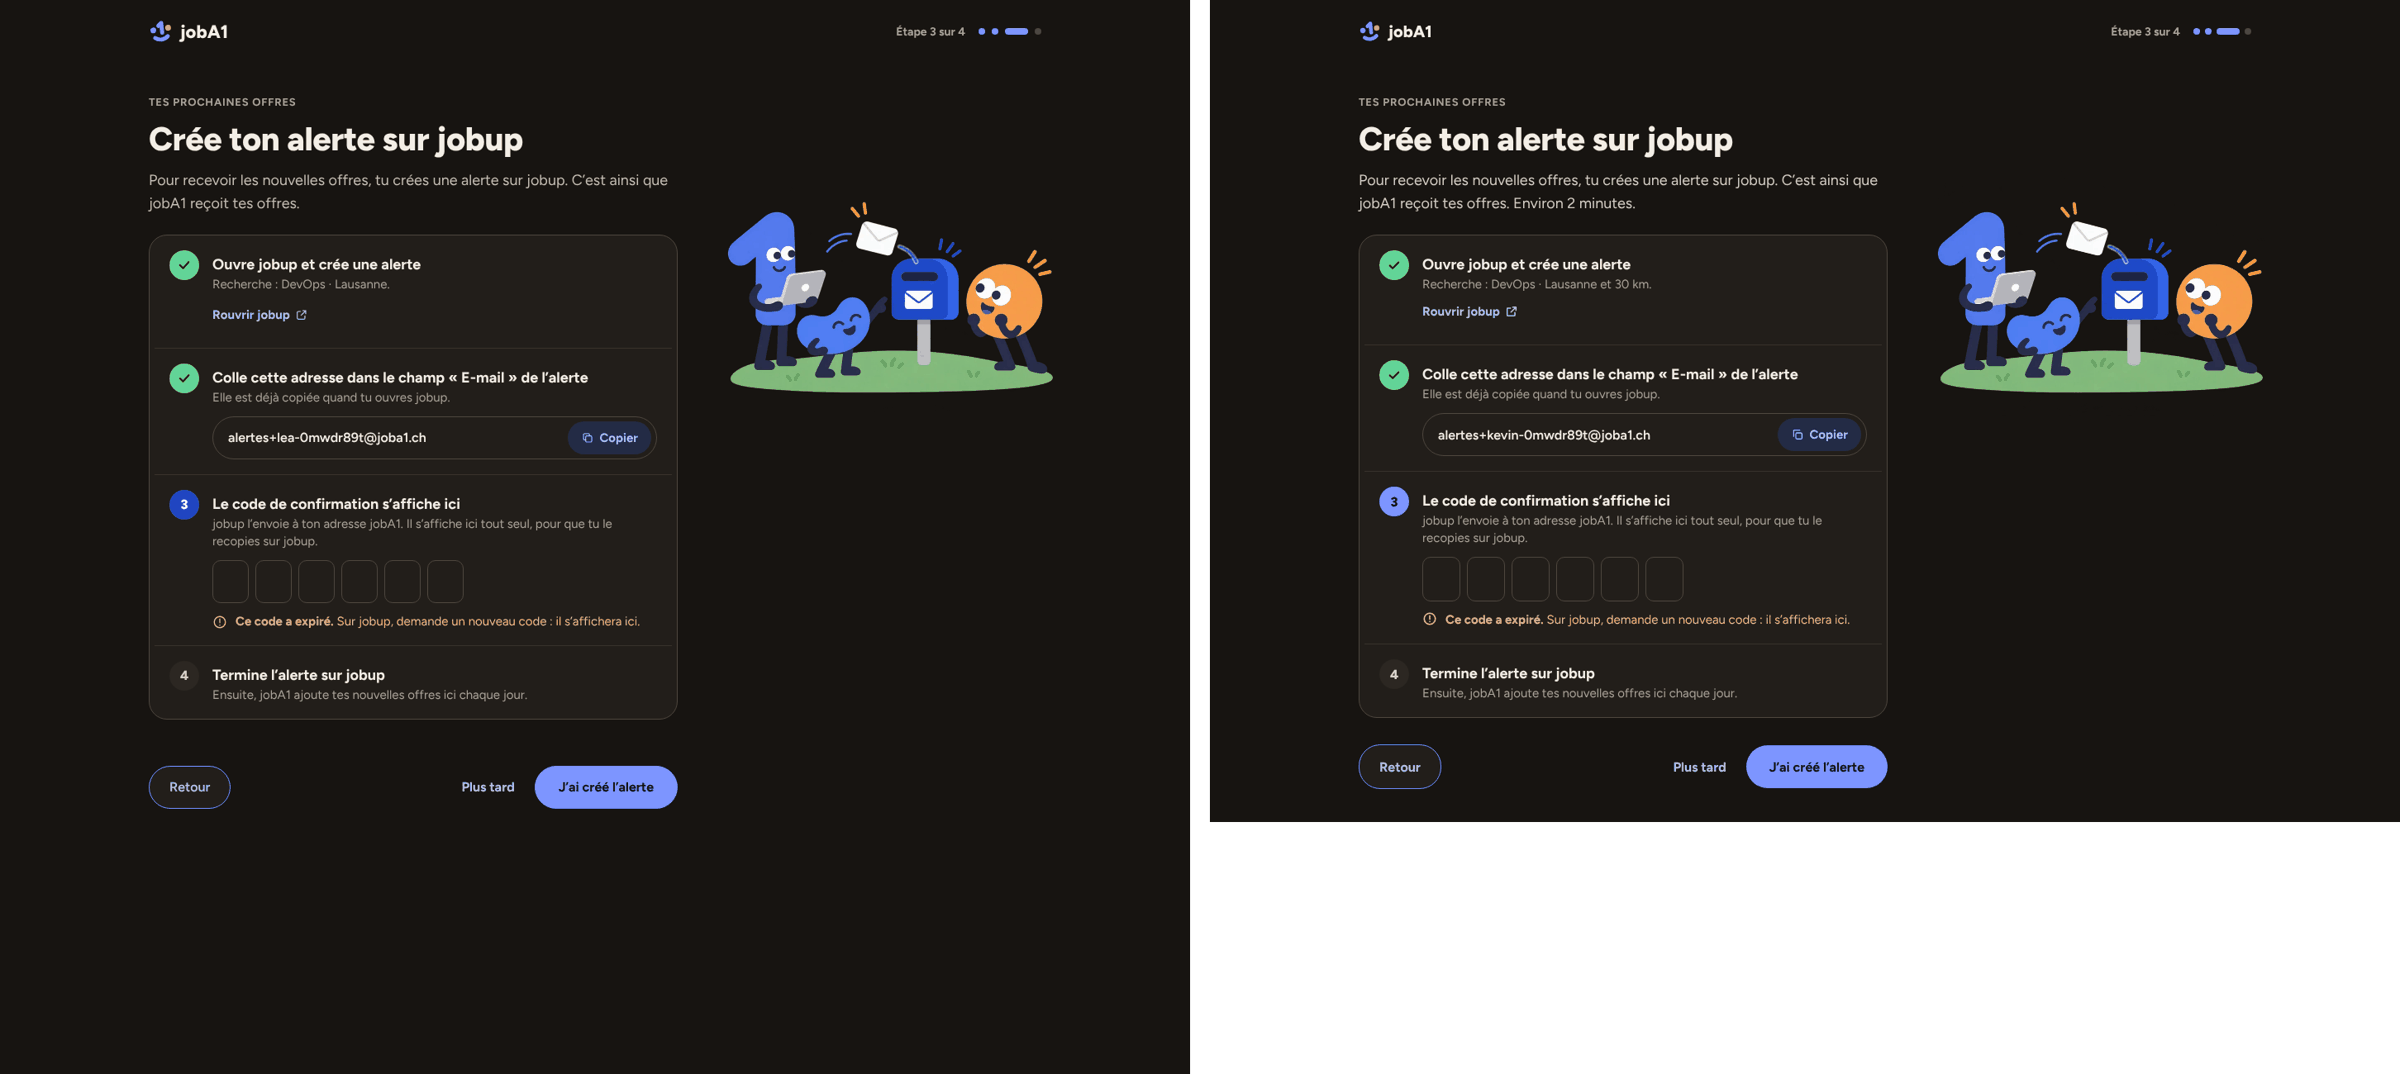 jobA1
Étape 3 sur 4
TES PROCHAINES OFFRES
Crée ton alerte sur jobup
Pour recevoir les nouvelles offres, tu crées une alerte sur jobup. C’est ainsi que
jobA1 reçoit tes offres.
Ouvre jobup et crée une alerte
Recherche : DevOps · Lausanne.
Rouvrir jobup
Colle cette adresse dans le champ « E-mail » de l’alerte
Elle est déjà copiée quand tu ouvres jobup.
alertes+lea-0mwdr89t@joba1.ch
Copier
3
Le code de confirmation s’affiche ici
jobup l’envoie à ton adresse jobA1. Il s’affiche ici tout seul, pour que tu le
recopies sur jobup.
Ce code a expiré. Sur jobup, demande un nouveau code : il s’affichera ici.
4
Termine l’alerte sur jobup
Ensuite, jobA1 ajoute tes nouvelles offres ici chaque jour.
Retour
Plus tard
J’ai créé l’alerte
jobA1
Étape 3 sur 4
TES PROCHAINES OFFRES
Crée ton alerte sur jobup
Pour recevoir les nouvelles offres, tu crées une alerte sur jobup. C’est ainsi que
jobA1 reçoit tes offres. Environ 2 minutes.
Ouvre jobup et crée une alerte
Recherche : DevOps · Lausanne et 30 km.
Rouvrir jobup
Colle cette adresse dans le champ « E-mail » de l’alerte
Elle est déjà copiée quand tu ouvres jobup.
alertes+kevin-0mwdr89t@joba1.ch
Copier
3
Le code de confirmation s’affiche ici
jobup l’envoie à ton adresse jobA1. Il s’affiche ici tout seul, pour que tu le
recopies sur jobup.
Ce code a expiré. Sur jobup, demande un nouveau code : il s’affichera ici.
4
Termine l’alerte sur jobup
Ensuite, jobA1 ajoute tes nouvelles offres ici chaque jour.
Retour
Plus tard
J’ai créé l’alerte